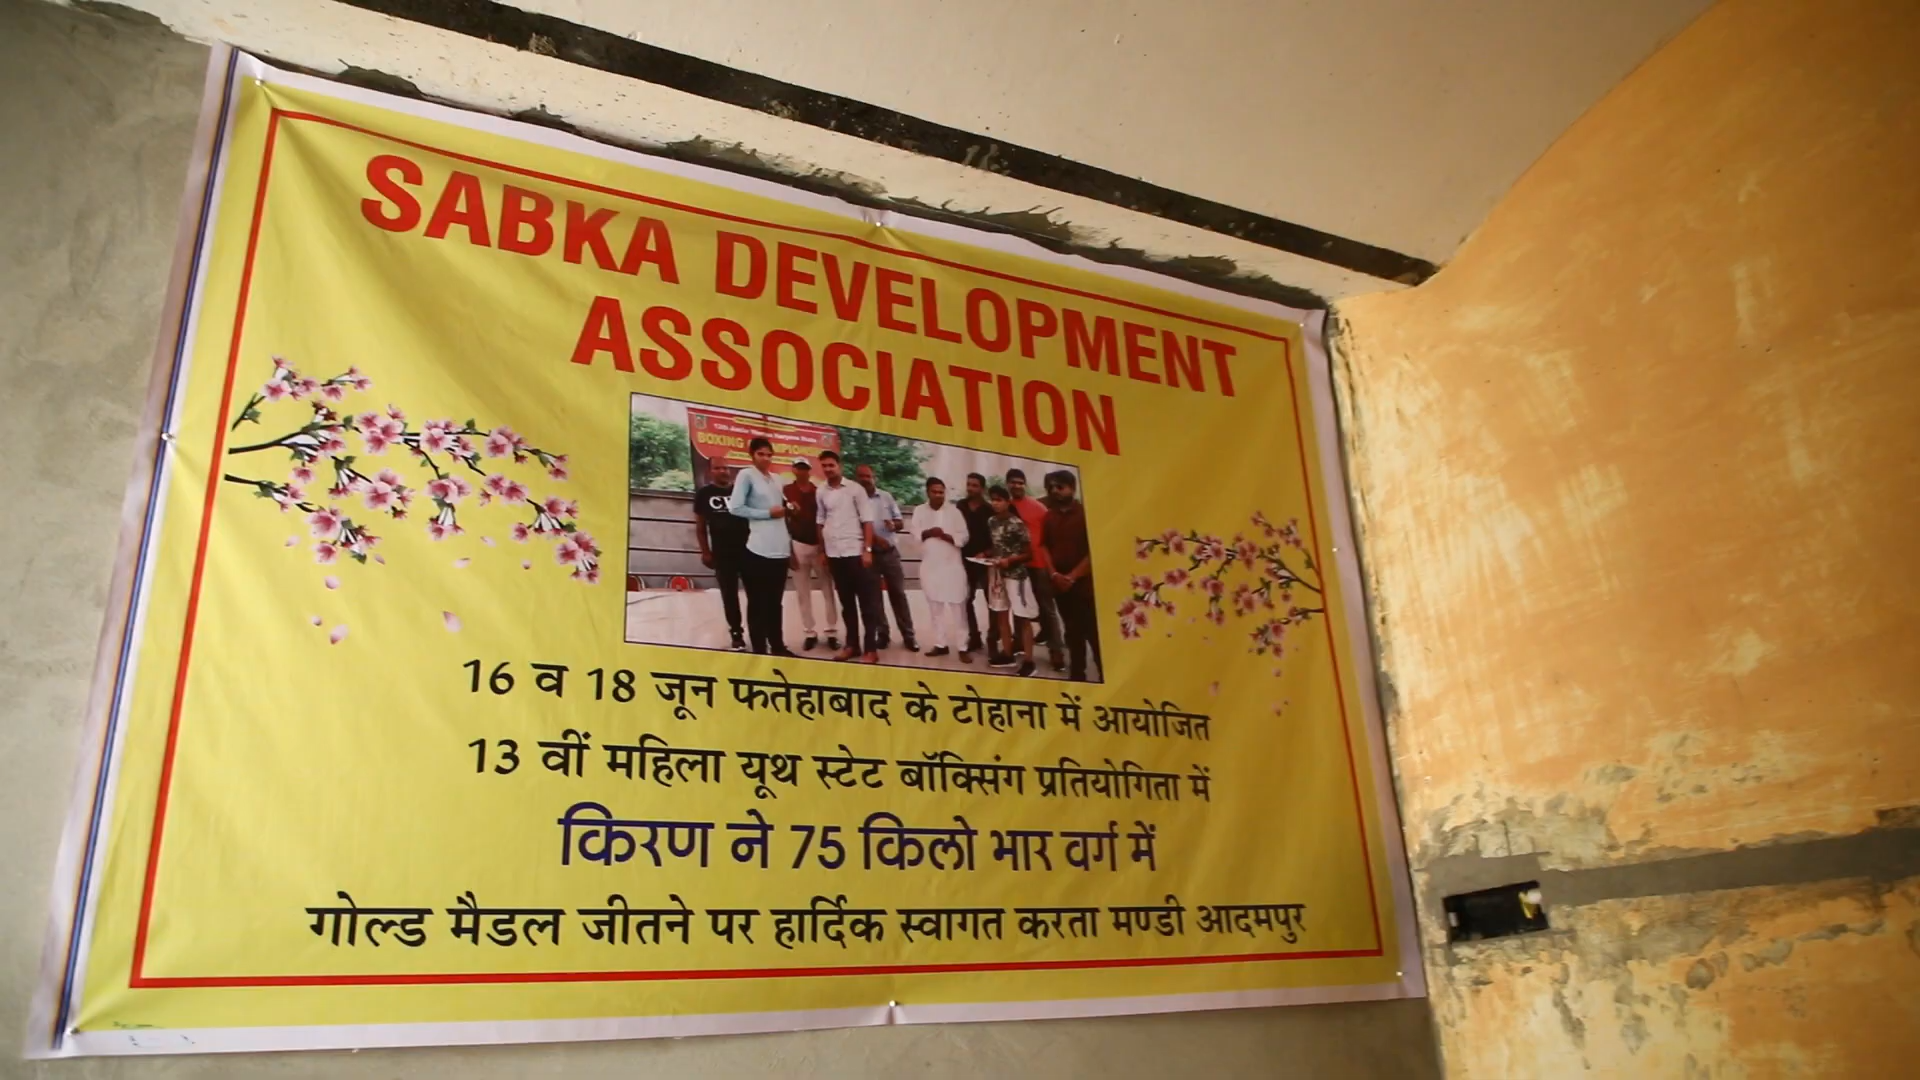 SABKA DEVELOPMENT
ASSOCIATION
BOXING
16 व 18 जून फतेहाबाद के टोहाना में आयोजित
13 वीं महिला यूथ स्टेट बॉक्सिंग प्रतियोगिता में
किरण ने 75 किलो भार वर्ग में
गोल्ड मैडल जीतने पर हार्दिक स्वागत करता मण्डी आदमपुर